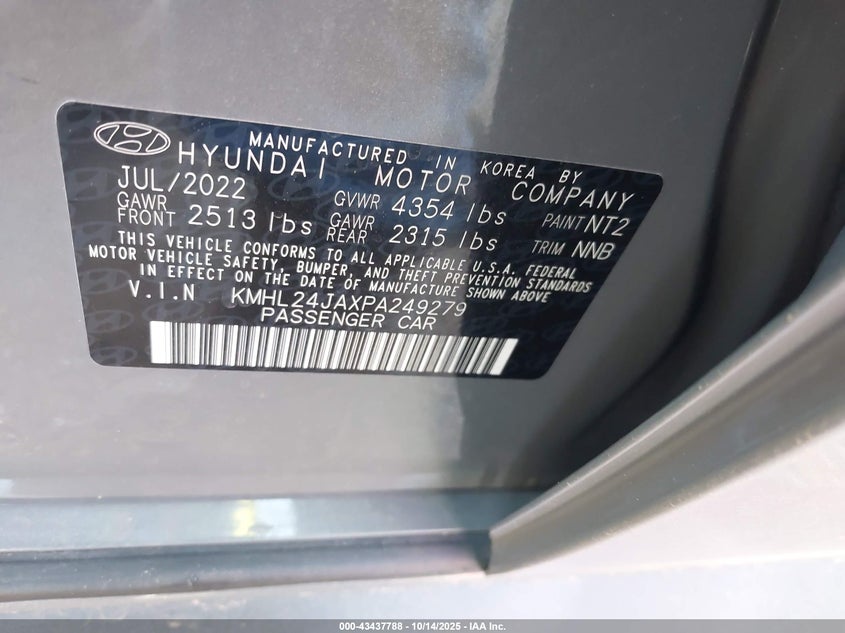 MANUFACTURED IN KOREA BY
HYUNDAI MOTOR COMPANY
JUL/2022 GVWR 4354 lbs PAINT NT2
GAWR FRONT 2513 lbs GAWR REAR 2315 lbs TRIM NNB
THIS VEHICLE CONFORMS TO ALL APPLICABLE U.S.A. FEDERAL
MOTOR VEHICLE SAFETY, BUMPER, AND THEFT PREVENTION STANDARDS
IN EFFECT ON THE DATE OF MANUFACTURE SHOWN ABOVE
V.I.N KMHL24JAXPA249279
PASSENGER CAR
000-43437788 - 10/14/2025 - IAA Inc.